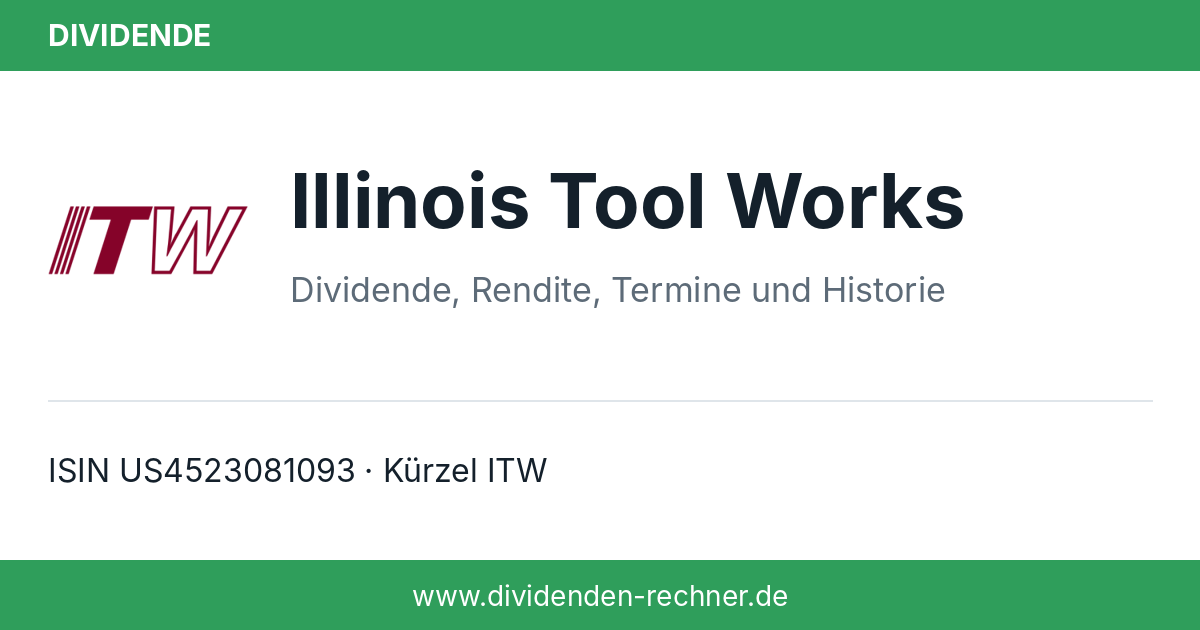 DIVIDENDE
ITW
Illinois Tool Works
Dividende, Rendite, Termine und Historie
ISIN US4523081093 · Kürzel ITW
www.dividenden-rechner.de